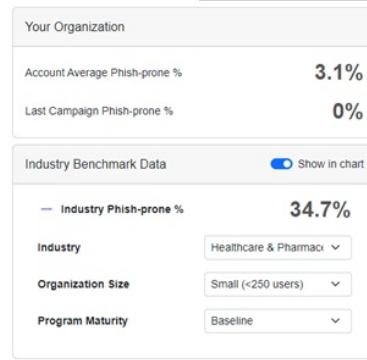 Your Organization
Account Average Phish-prone % 3.1%
Last Campaign Phish-prone % 0%
Industry Benchmark Data Show in chart
Industry Phish-prone % 34.7%
Industry Healthcare & Pharmac
Organization Size Small (<250 users)
Program Maturity Baseline